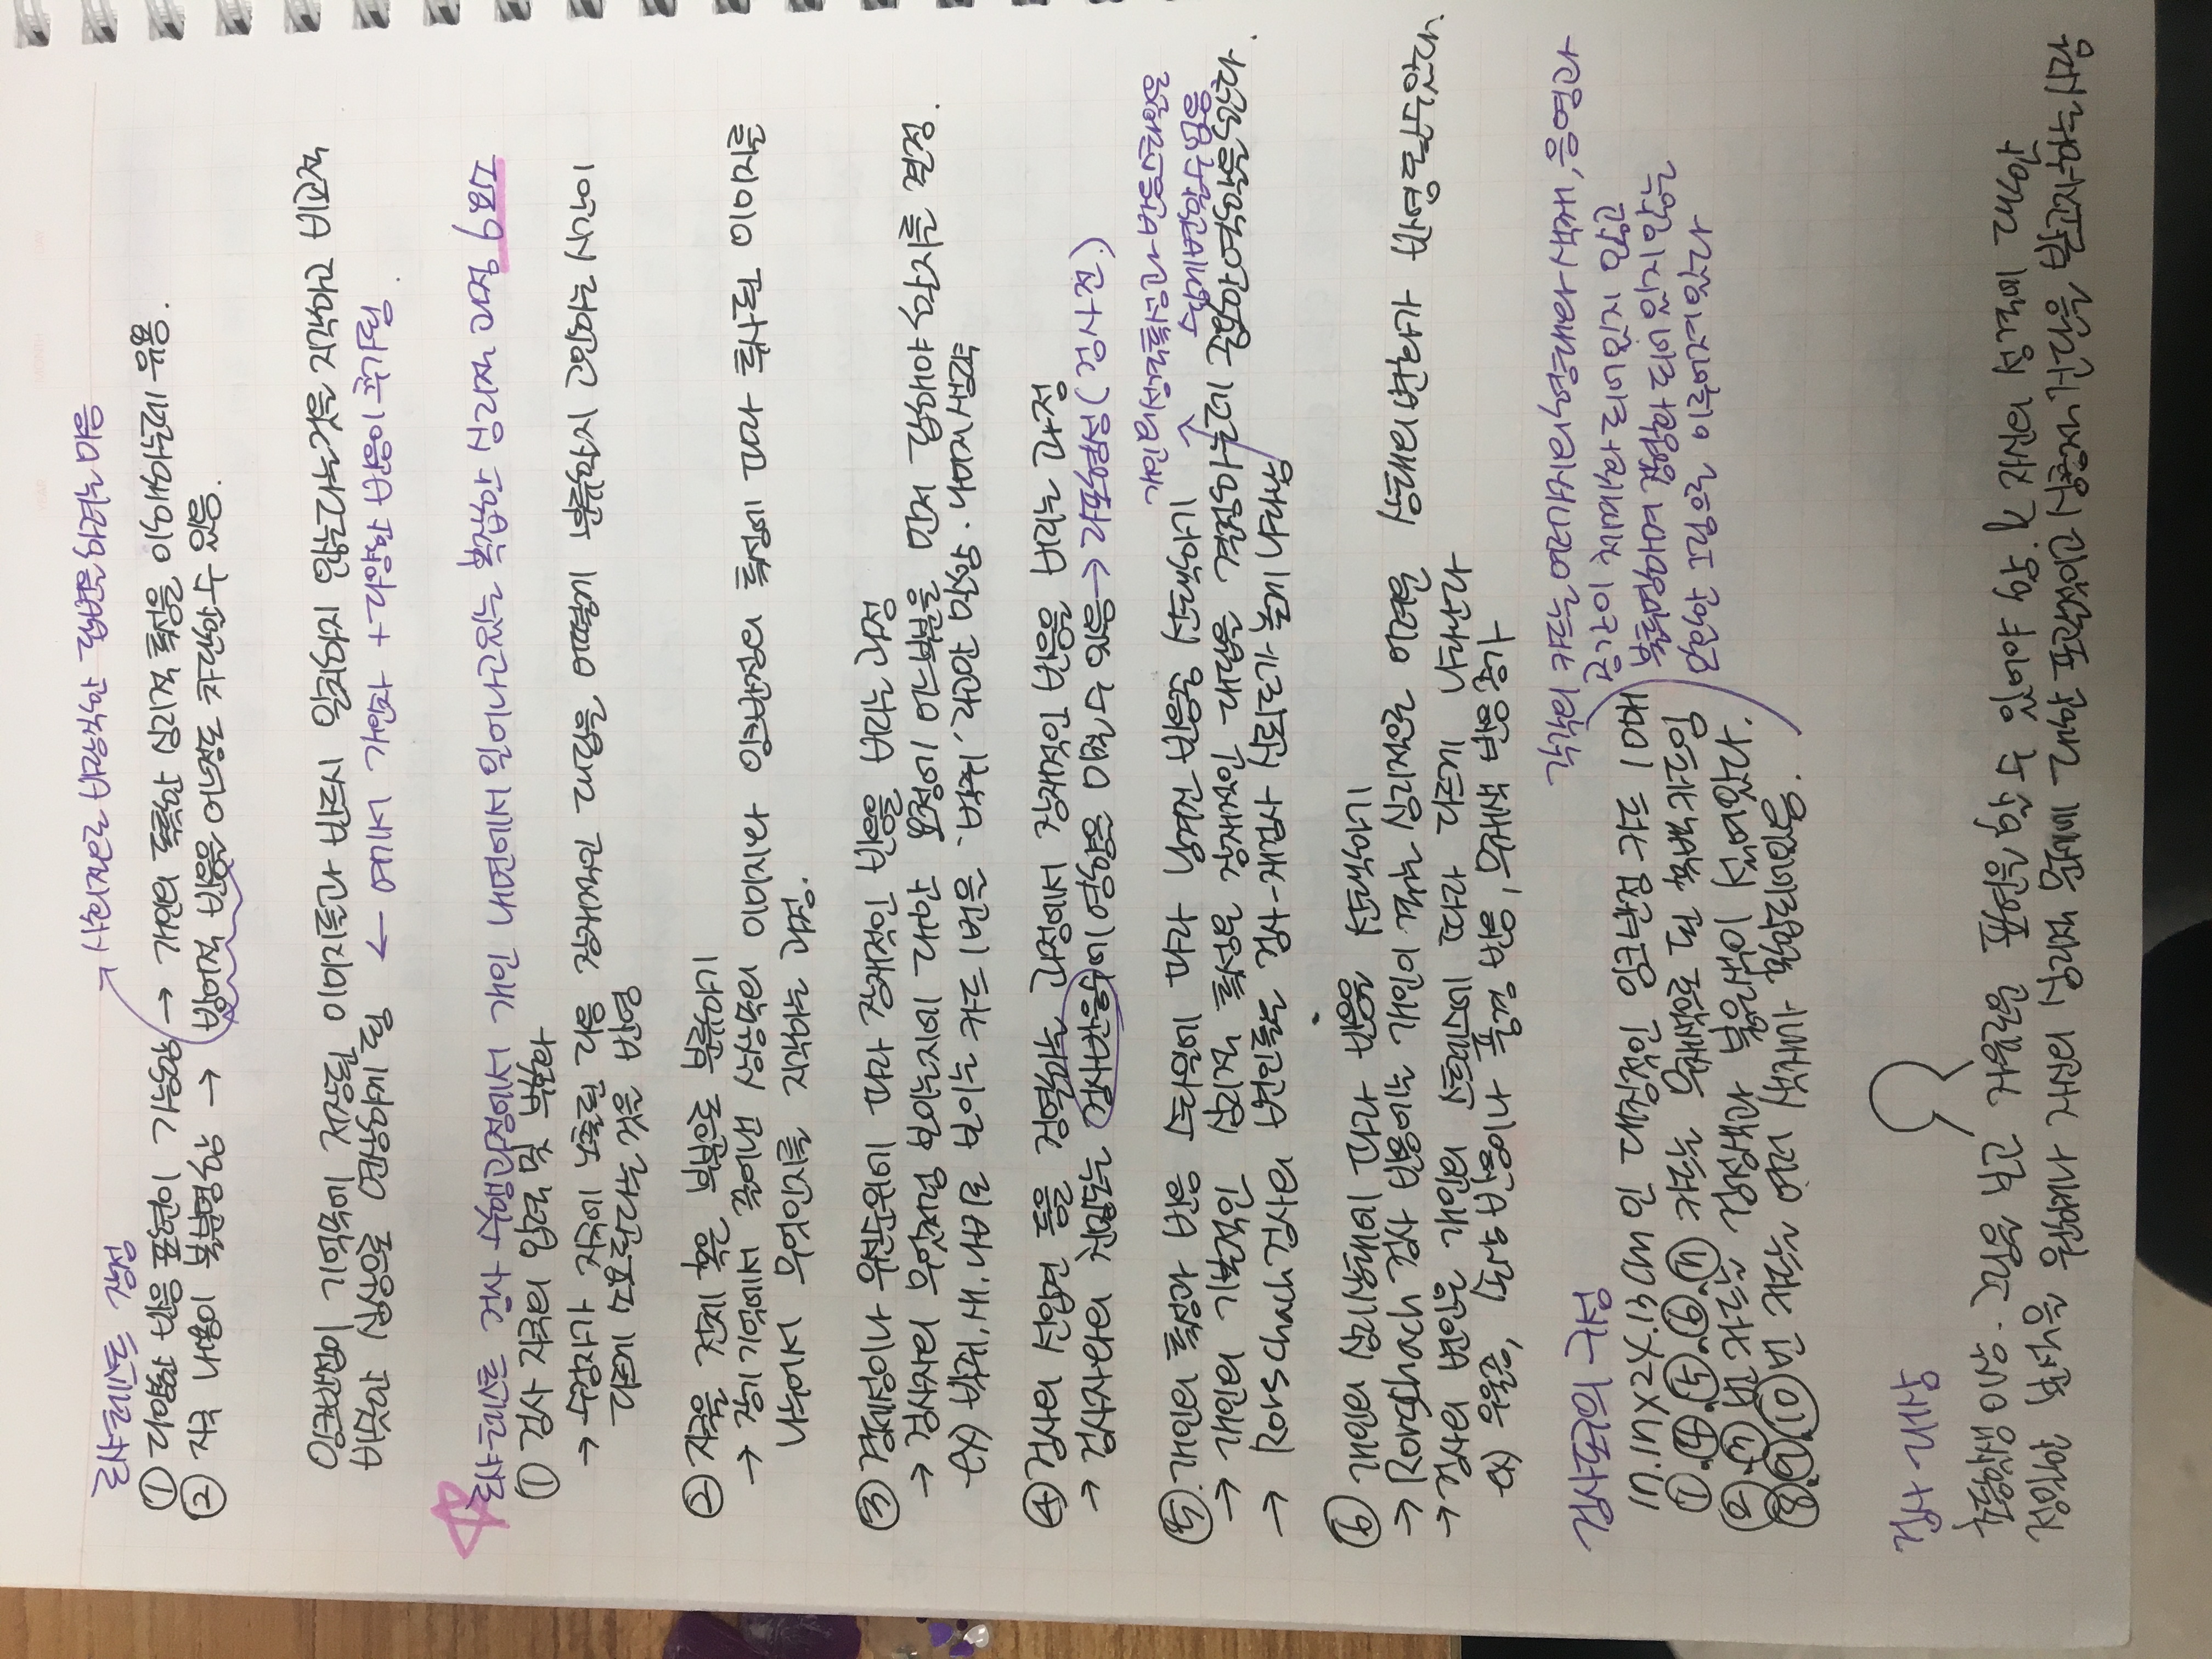 로샤 테스트 장점
→ 사회적으로 바람직한 답변을 하려는 마음
① 다양한 반응 표현이 가능함 → 개인의 독특한 심리적 특성을 이해하는데 유용.
② 자극 내용이 불분명함 → 방어적 반응을 어느정도 차단할 수 있음.
잉크반점이 기억속에 저장된 이미지들과 반드시 일치하지 않는다는것을 지각하고 비교적
비슷한 심상으로 연상하게 됨 ← 여기서 개인차 + 다양한 반응이 추가됨
로샤 테스트 검사 수행과정에서 개인 내면에서 일어나고있는 복잡한 심리적 과정 6요소
① 검사 자극의 입력 및 부호화
→ 수검자가 자극에 노출된 다음 잠재적인 대답을 어떻게 분류할지 고민하는 시간이
다르게 소요된다는 것을 반영
② 자극을 전체 혹은 부분으로 분류하기
→ 장기 기억에서 끌어낸 상상속의 이미지와 잉크반점의 특성에 따라 투사된 이미지를
나누어서 무엇인지를 지각하는 과정.
③ 경제성이나 우선순위에 따라 잠재적인 반응을 버리는 과정
→ 검사자의 무엇처럼 보이는지에 대한 요청에 어느부분을 먼저 답해야 할지를 결정.
ex) 박쥐, 새, 나비로 보이는 카드 1번을 '박쥐' 라고만 말함. 나머지 생략
④ 검사의 선입견 등을 검열하는 과정에서 잠재적인 반응을 버리는 과정
→ 검사자와의 친밀도는 검사반응수에 영향을 미칠 수 있음 → 라포형성 ( 검사 전.)
개인의 성격특성과 반응스타일은
쉽게 변할 수 없음
⑤ 개인의 특성과 반응 스타일에 따라 남겨진 반응중 선택하기
→ 개인의 기본적인 심리적 특성은 잠재적인 대답을 결정하는데 중요한 역할을 한다.
→ Rorschach 검사의 변인들은 검사-재검사 신뢰도가 높게 나타남
⑥ 개인의 심리상태에 따라 반응을 선택하기
→ Rorschach 검사 반응에는 개인이 겪는 심리적으로 어려운 상태의 변화가 반영될 수 있다.
→ 검사의 변인은 개인의 스트레스에 따라 다르게 나타난다
ex) 우울증, 손상 반응이나 풍경 반응, 무채색 반응 증가
검사도구의 구성
17.17x24.13cm 인 대칭적인 잉크반점 카드 10매
①.④.⑤.⑥.⑦ 카드는 무채색으로 된 흑백카드임
②.③ 번 카드는 검정색과 붉은색이 섞여있다.
⑧.⑨.⑩ 번 카드는 여러 색채가 혼합되어있음.
각각의 카드는 여러가지의 형태와 색채, 음영과
공간이 체계화 되어있지 않고
불투명하며 정형화 되어 있지 않는
모호한 그림으로 이루어져 있다
검사 대상
초등학생 이상. 그림을 보고 자유로운 표현을 할 수 있어야 함. & 자신의 성격에 대한
정밀한 분석을 원하거나 자신의 심리적 문제에 대한 포괄적이고 심층적 진단을 받고자하는 사람